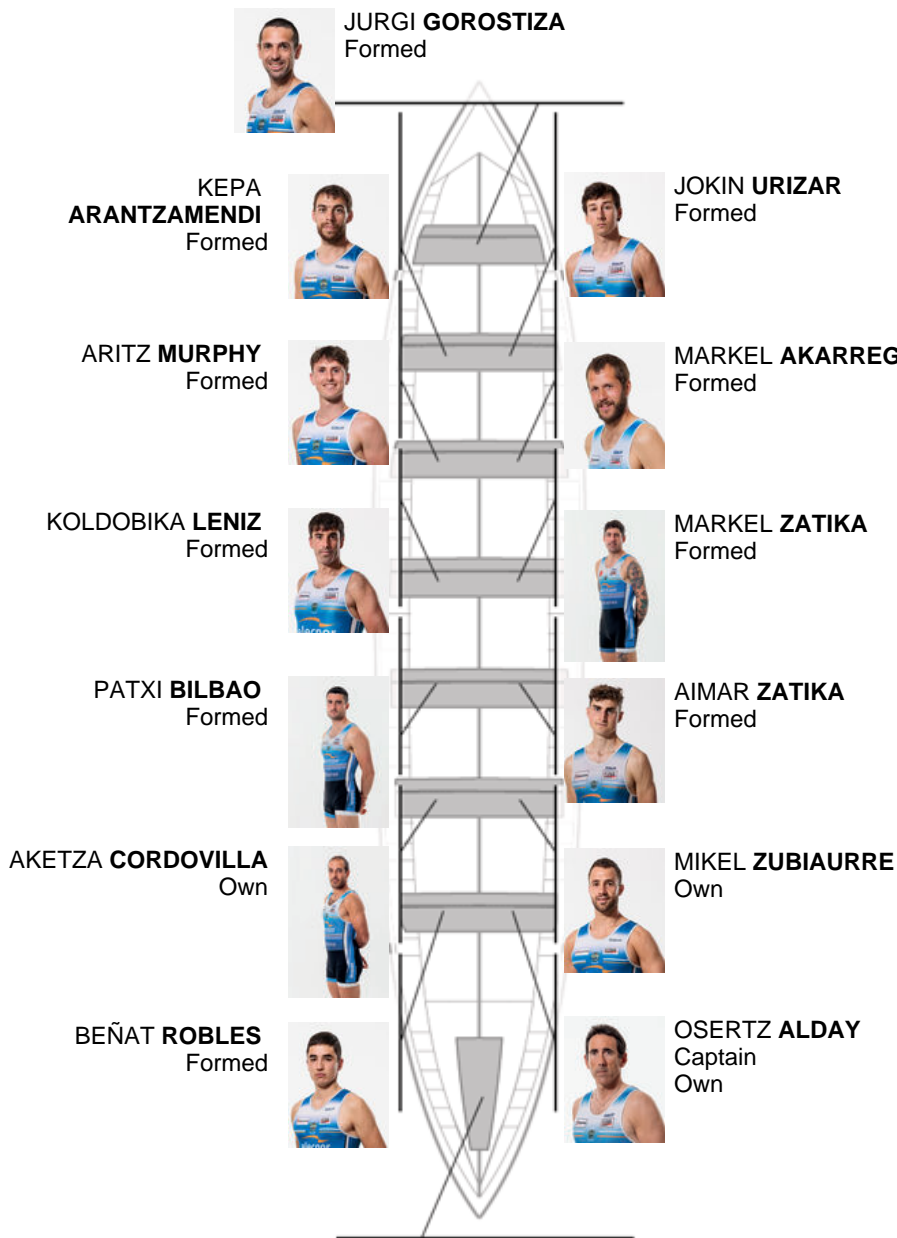 JURGI GOROSTIZA
Formed
KEPA
ARANTZAMENDI
Formed
JOKIN URIZAR
Formed
ARITZ MURPHY
Formed
MARKEL AKARREG
Formed
KOLDOBIKA LENIZ
Formed
MARKEL ZATIKA
Formed
PATXI BILBAO
Formed
AIMAR ZATIKA
Formed
AKETZA CORDOVILLA
Own
MIKEL ZUBIAURRE
Own
BEÑAT ROBLES
Formed
OSERTZ ALDAY
Captain
Own